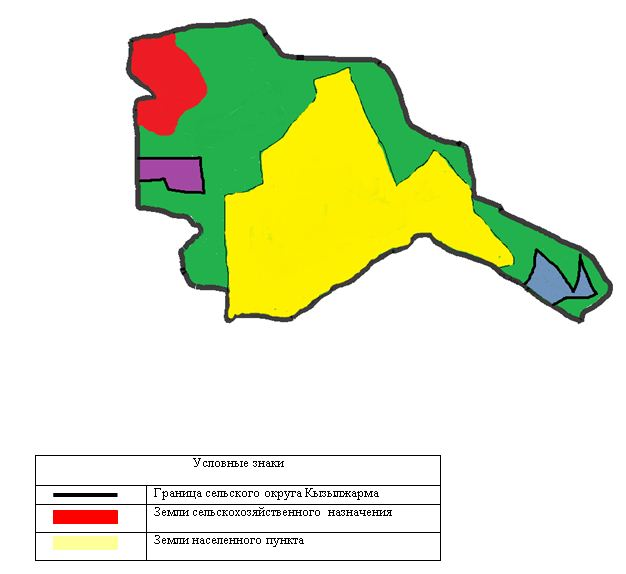 Условные знаки
Граница сельского округа Кызылжарма
Земли сельскохозяйственного назначения
Земли населенного пункта